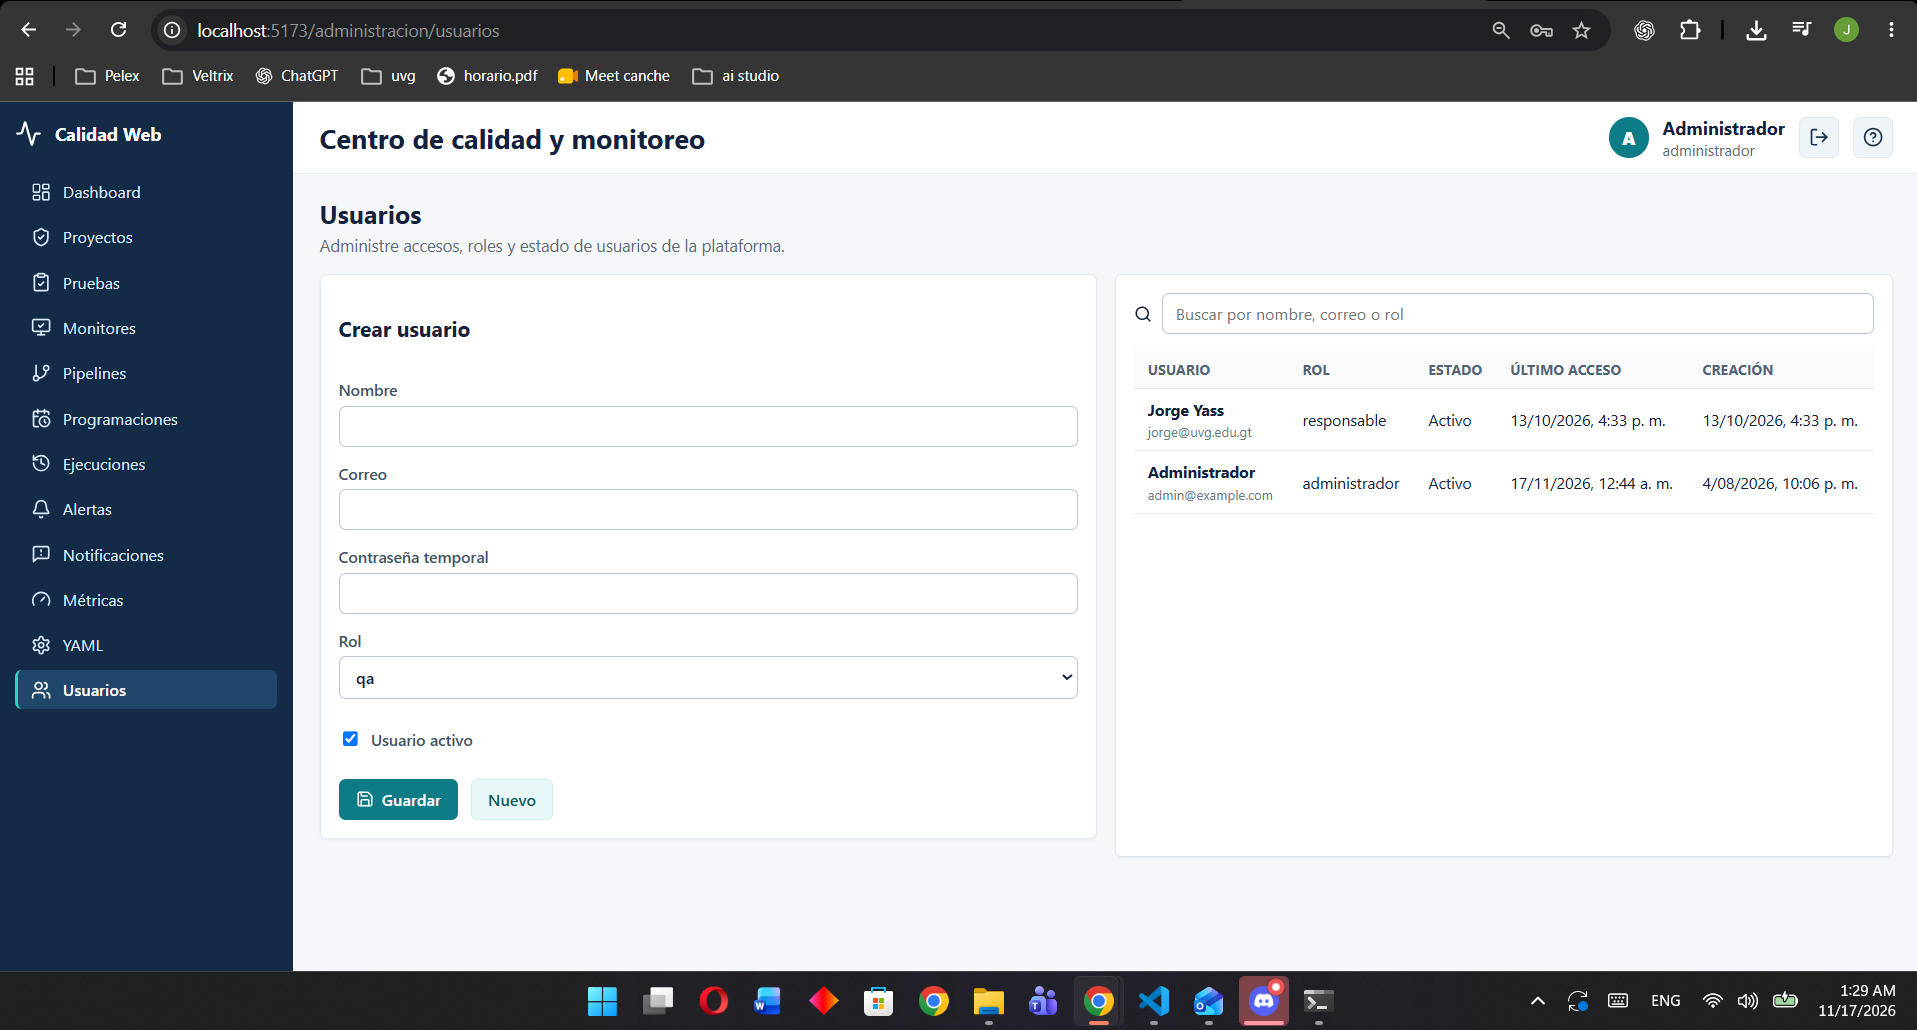 localhost:5173/administracion/usuarios
J
Pelex
Veltrix
ChatGPT
uvg
horario.pdf
Meet canche
ai studio
Calidad Web
Dashboard
Proyectos
Pruebas
Monitores
Pipelines
Programaciones
Ejecuciones
Alertas
Notificaciones
Métricas
YAML
Usuarios
Centro de calidad y monitoreo
A
Administrador
administrador
Usuarios
Administre accesos, roles y estado de usuarios de la plataforma.
Crear usuario
Nombre
Correo
Contraseña temporal
Rol
qa
Usuario activo
Guardar
Nuevo
Buscar por nombre, correo o rol
USUARIO ROL ESTADO ÚLTIMO ACCESO CREACIÓN
Jorge Yass
jorge@uvg.edu.gt
responsable Activo 13/10/2026, 4:33 p. m. 13/10/2026, 4:33 p. m.
Administrador
admin@example.com
administrador Activo 17/11/2026, 12:44 a. m. 4/08/2026, 10:06 p. m.
ENG
1:29 AM
11/17/2026